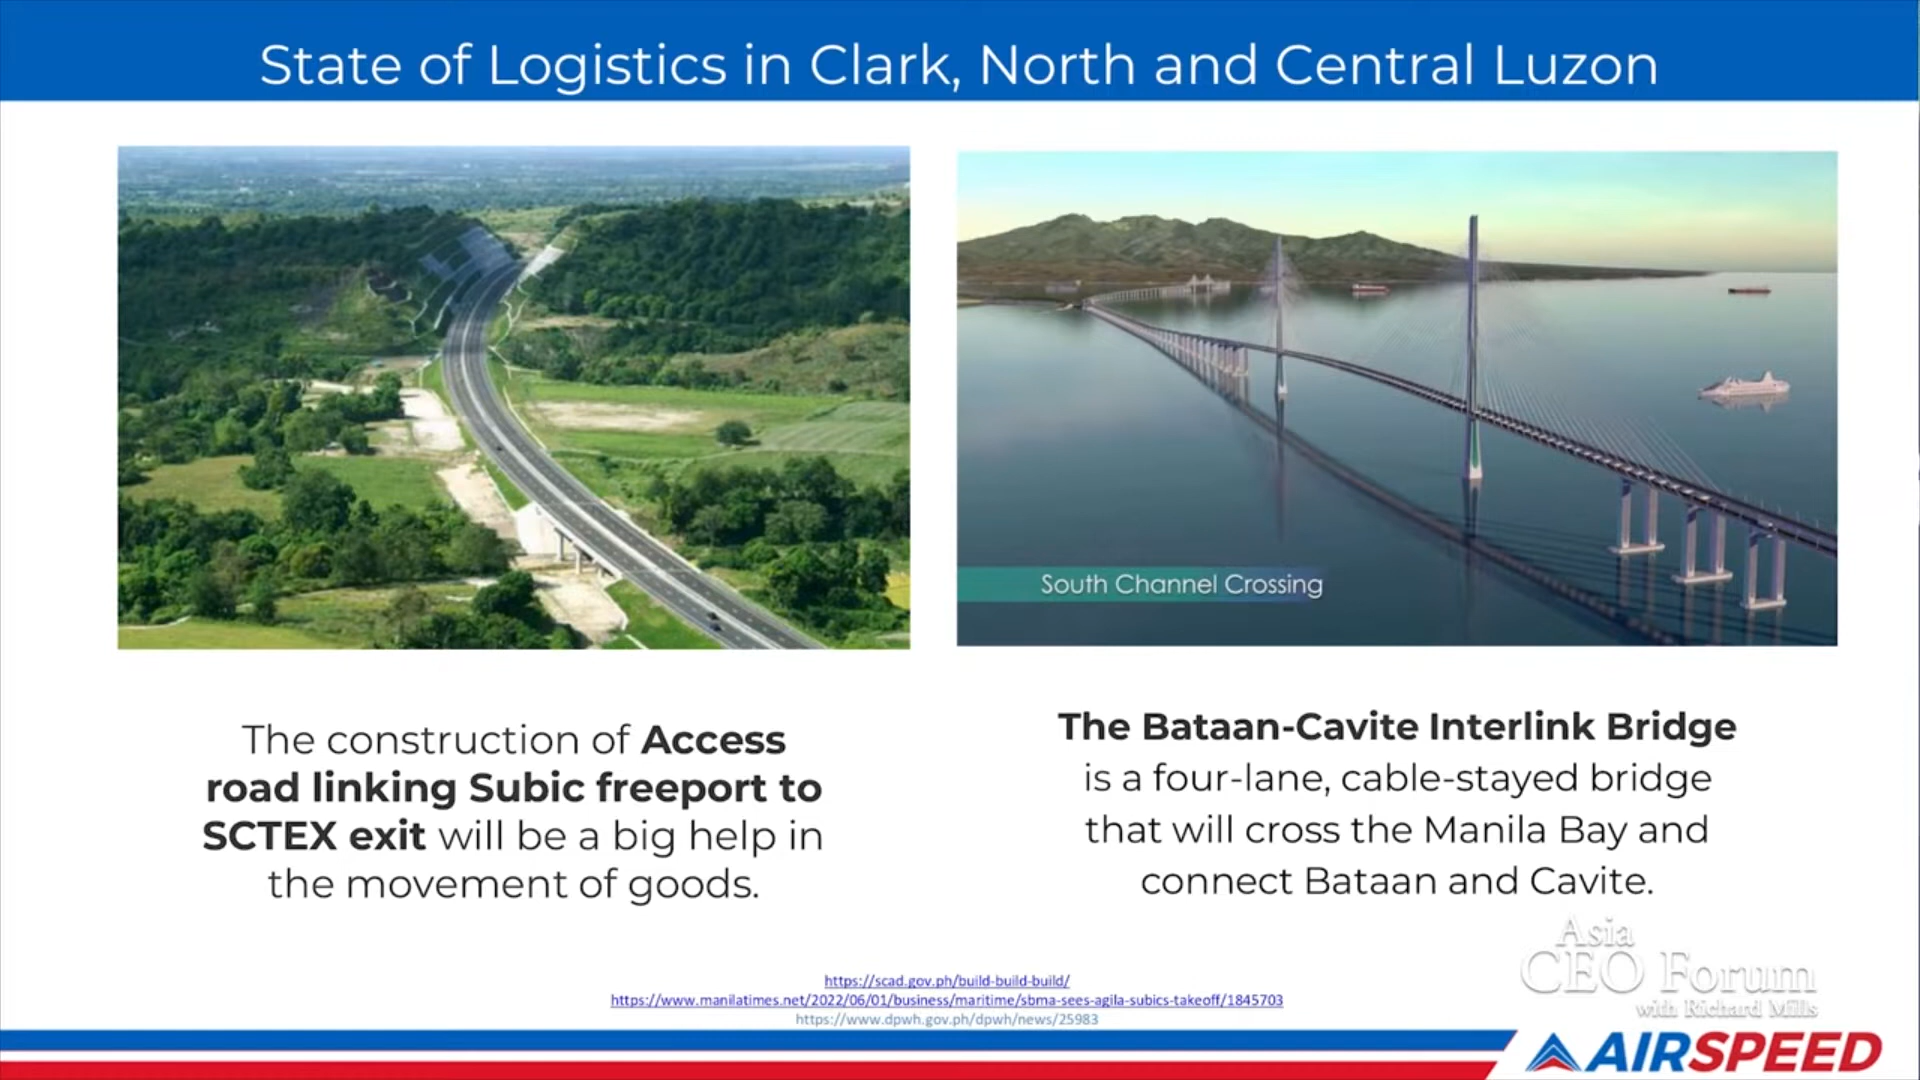 State of Logistics in Clark, North and Central Luzon
South Channel Crossing
The construction of Access
road linking Subic freeport to
SCTEX exit will be a big help in
the movement of goods.
The Bataan-Cavite Interlink Bridge
is a four-lane, cable-stayed bridge
that will cross the Manila Bay and
connect Bataan and Cavite.
https://scad.gov.ph/build-build-build/
https://www.manilatimes.net/2022/06/01/business/maritime/sbma-sees-agila-subics-takeoff/1845703
https://www.dpwh.gov.ph/dpwh/news/25983
Asia
CEO Forum
with Richard Mills
AIRSPEED